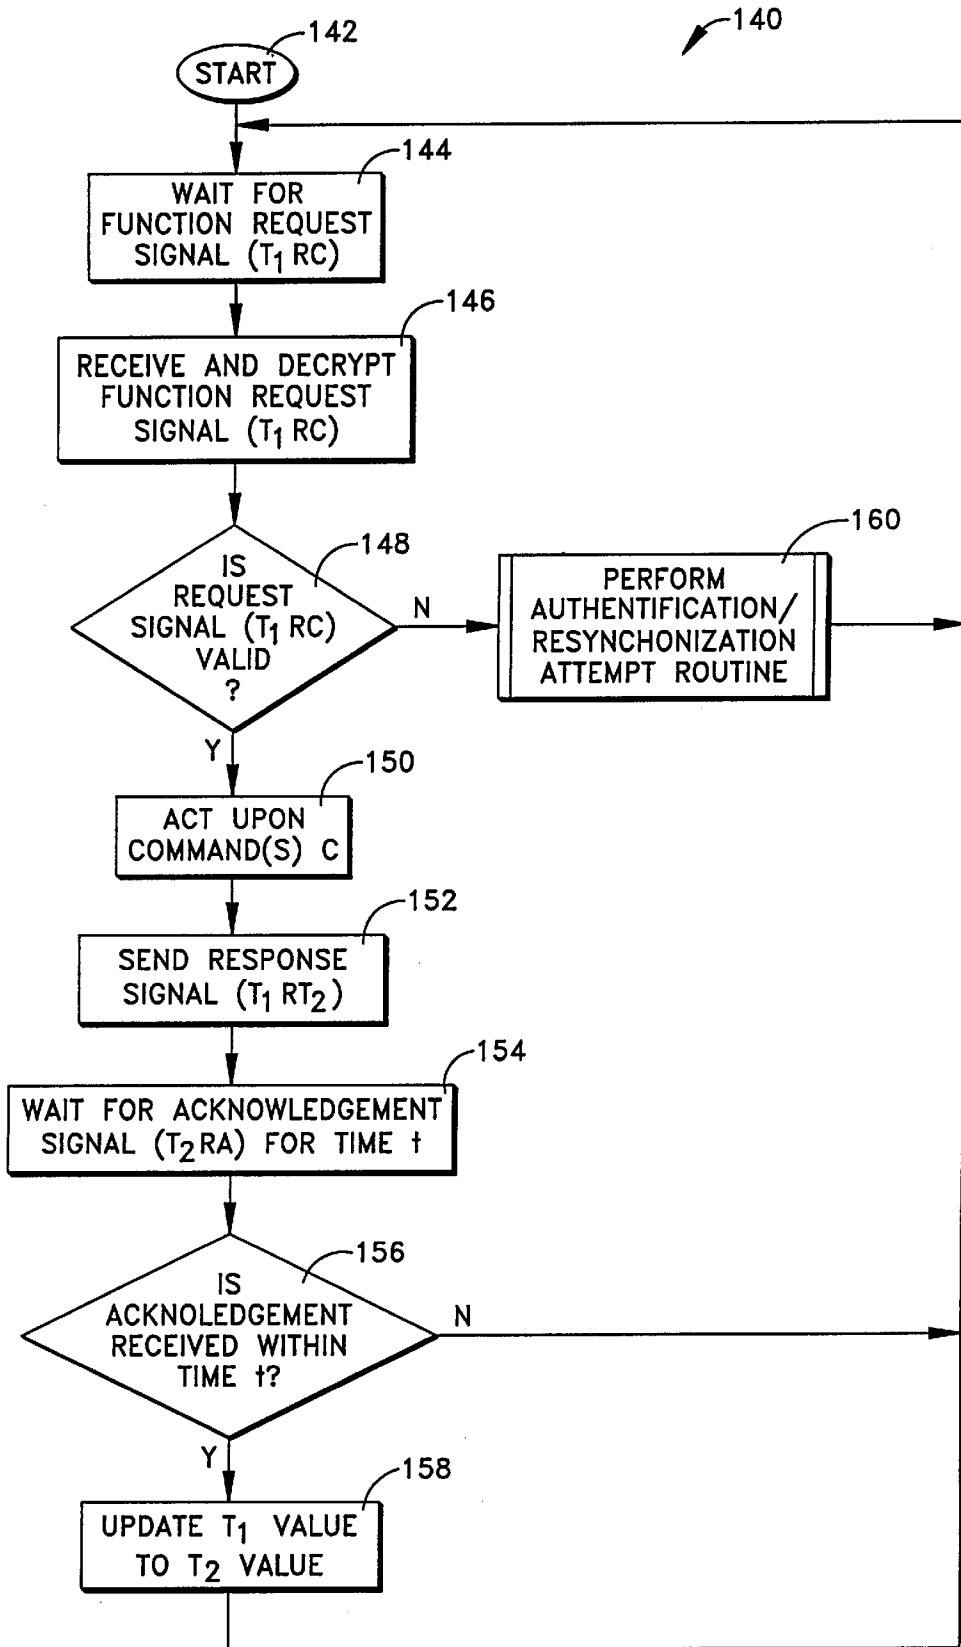 140
142
START
144
WAIT FOR
FUNCTION REQUEST
SIGNAL (T₁ RC)
146
RECEIVE AND DECRYPT
FUNCTION REQUEST
SIGNAL (T₁ RC)
148
IS
REQUEST
SIGNAL (T₁ RC)
VALID
?
N
160
PERFORM
AUTHENTIFICATION/
RESYNCHONIZATION
ATTEMPT ROUTINE
Y
150
ACT UPON
COMMAND(S) C
152
SEND RESPONSE
SIGNAL (T₁ RT₂)
154
WAIT FOR ACKNOWLEDGEMENT
SIGNAL (T₂ RA) FOR TIME t
156
IS
ACKNOLEDGEMENT
RECEIVED WITHIN
TIME t?
N
Y
158
UPDATE T₁ VALUE
TO T₂ VALUE